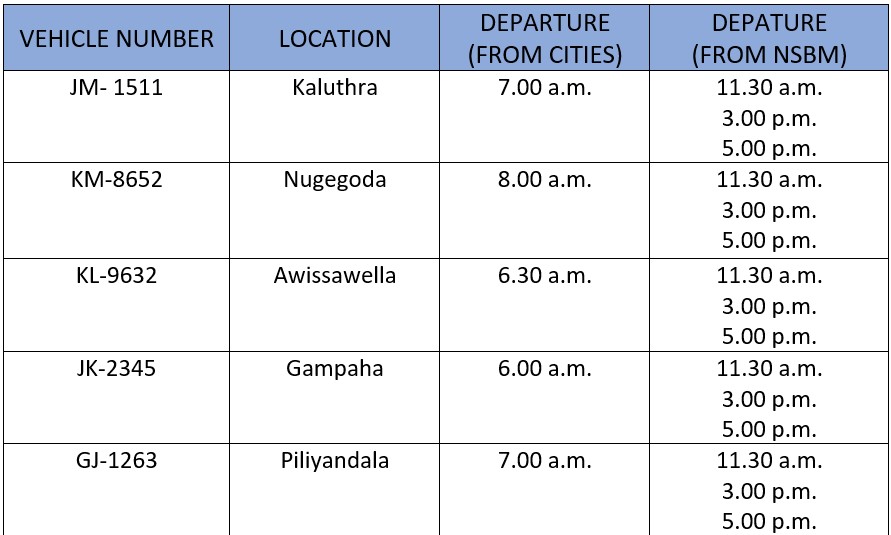 VEHICLE NUMBER
LOCATION
DEPARTURE
(FROM CITIES)
DEPATURE
(FROM NSBM)
JM- 1511
Kaluthra
7.00 a.m.
11.30 a.m.
3.00 p.m.
5.00 p.m.
KM-8652
Nugegoda
8.00 a.m.
11.30 a.m.
3.00 p.m.
5.00 p.m.
KL-9632
Awissawella
6.30 a.m.
11.30 a.m.
3.00 p.m.
5.00 p.m.
JK-2345
Gampaha
6.00 a.m.
11.30 a.m.
3.00 p.m.
5.00 p.m.
GJ-1263
Piliyandala
7.00 a.m.
11.30 a.m.
3.00 p.m.
5.00 p.m.